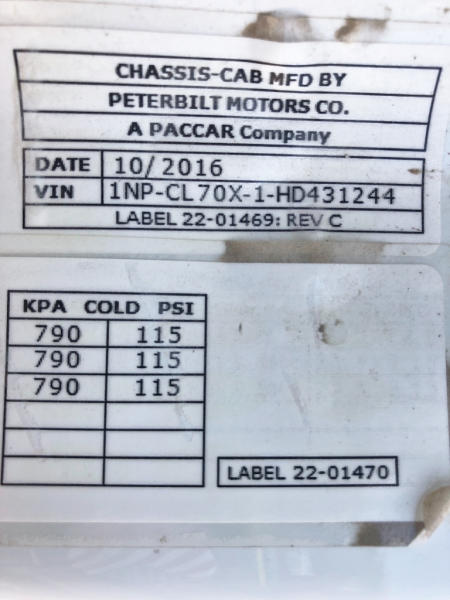 CHASSIS-CAB MFD BY
PETERBILT MOTORS CO.
A PACCAR Company
DATE 10/2016
VIN 1NP-CL70X-1-HD431244
LABEL 22-01469: REV C
KPA COLD PSI
790 115
790 115
790 115
LABEL 22-01470